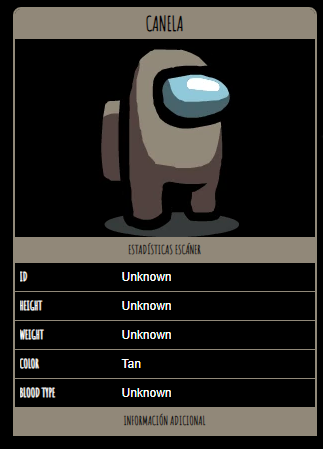 CANELA
ESTADÍSTICAS ESCÁNER
ID Unknown
HEIGHT Unknown
WEIGHT Unknown
COLOR Tan
BLOOD TYPE Unknown
INFORMACIÓN ADICIONAL